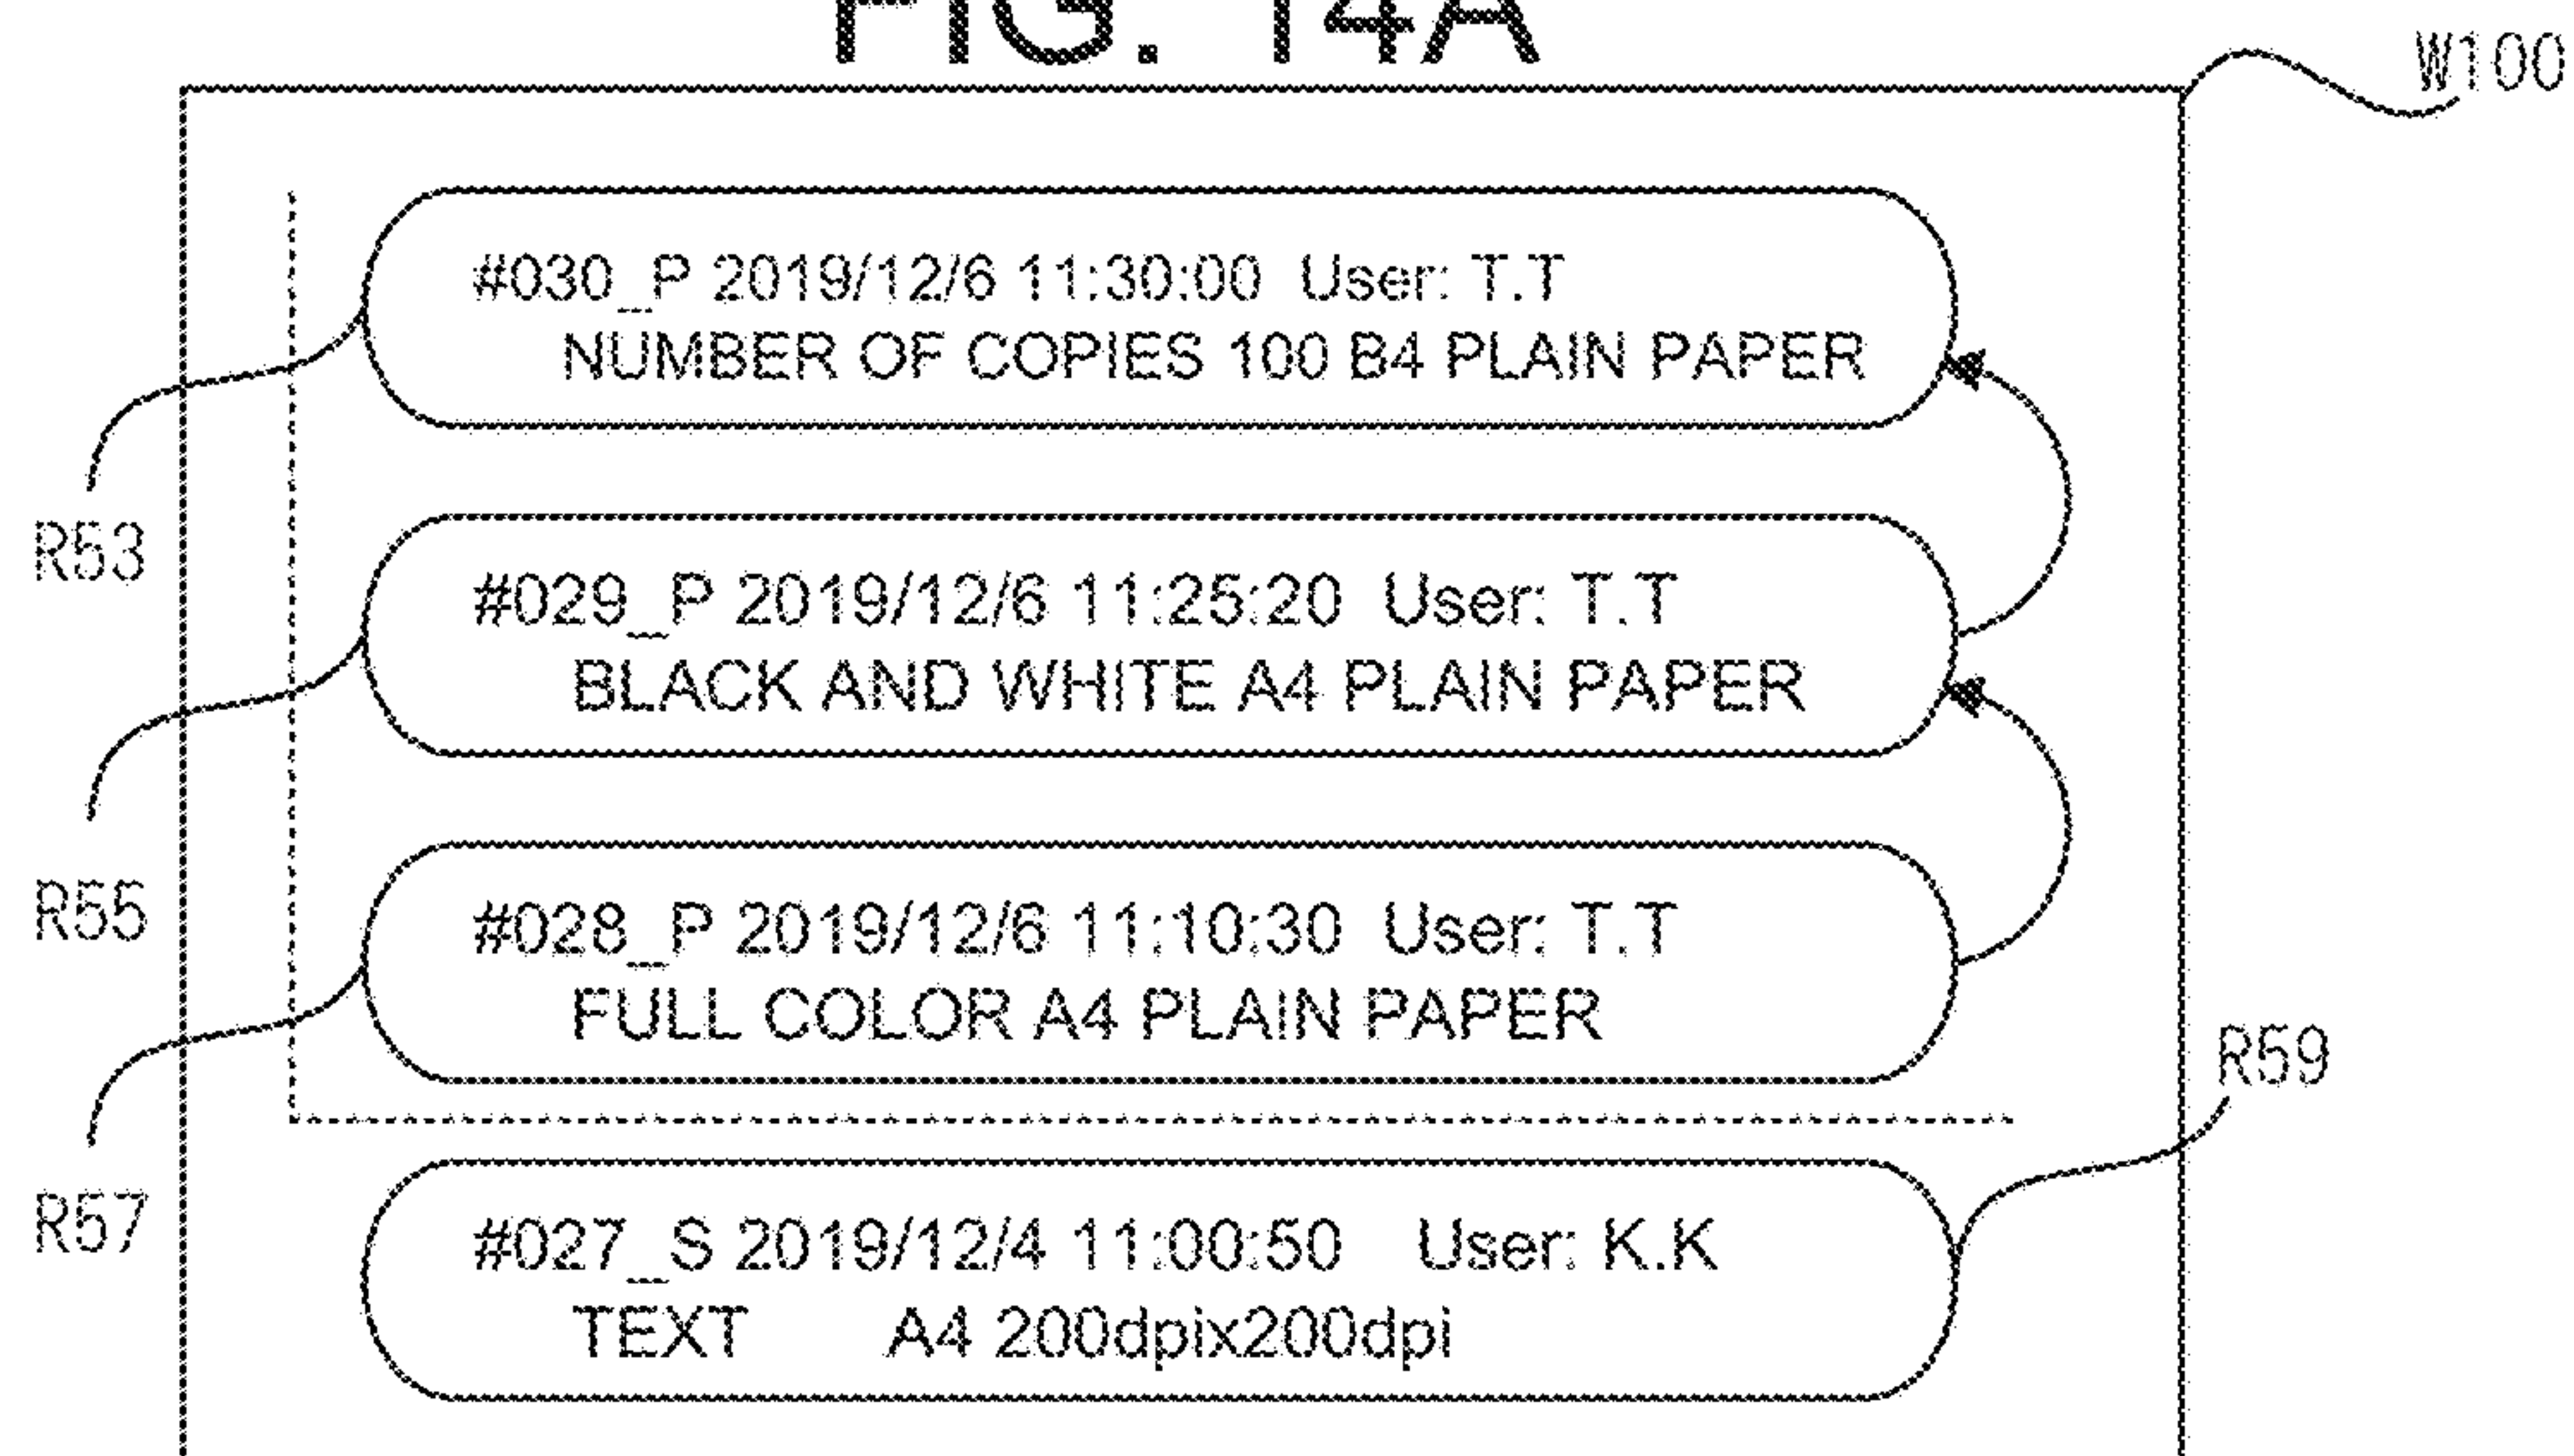 FIG. 14A
W100
#030_P 2019/12/6 11:30:00 User: T.T
NUMBER OF COPIES 100 B4 PLAIN PAPER
R53
#029_P 2019/12/6 11:25:20 User: T.T
BLACK AND WHITE A4 PLAIN PAPER
R55
#028_P 2019/12/6 11:10:30 User: T.T
FULL COLOR A4 PLAIN PAPER
R59
R57
#027_S 2019/12/4 11:00:50 User: K.K
TEXT A4 200dpix200dpi